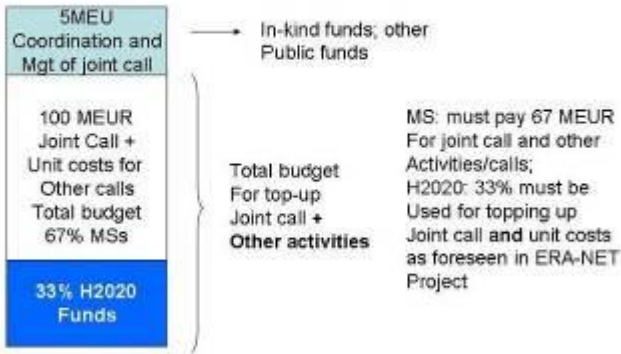 5MEU
Coordination and
Mgt of joint call
In-kind funds; other
Public funds
100 MEUR
Joint Call +
Unit costs for
Other calls
Total budget
67% MSs
33% H2020
Funds
Total budget
For top-up
Joint call +
Other activities
MS: must pay 67 MEUR
For joint call and other
Activities/calls;
H2020: 33% must be
Used for topping up
Joint call and unit costs
as foreseen in ERA-NET
Project